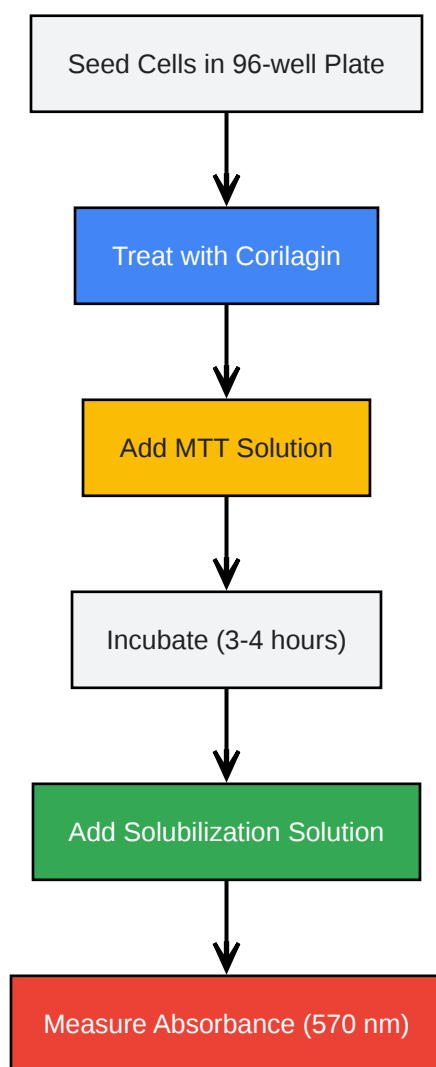 Seed Cells in 96-well Plate
Treat with Corilagin
Add MTT Solution
Incubate (3-4 hours)
Add Solubilization Solution
Measure Absorbance (570 nm)